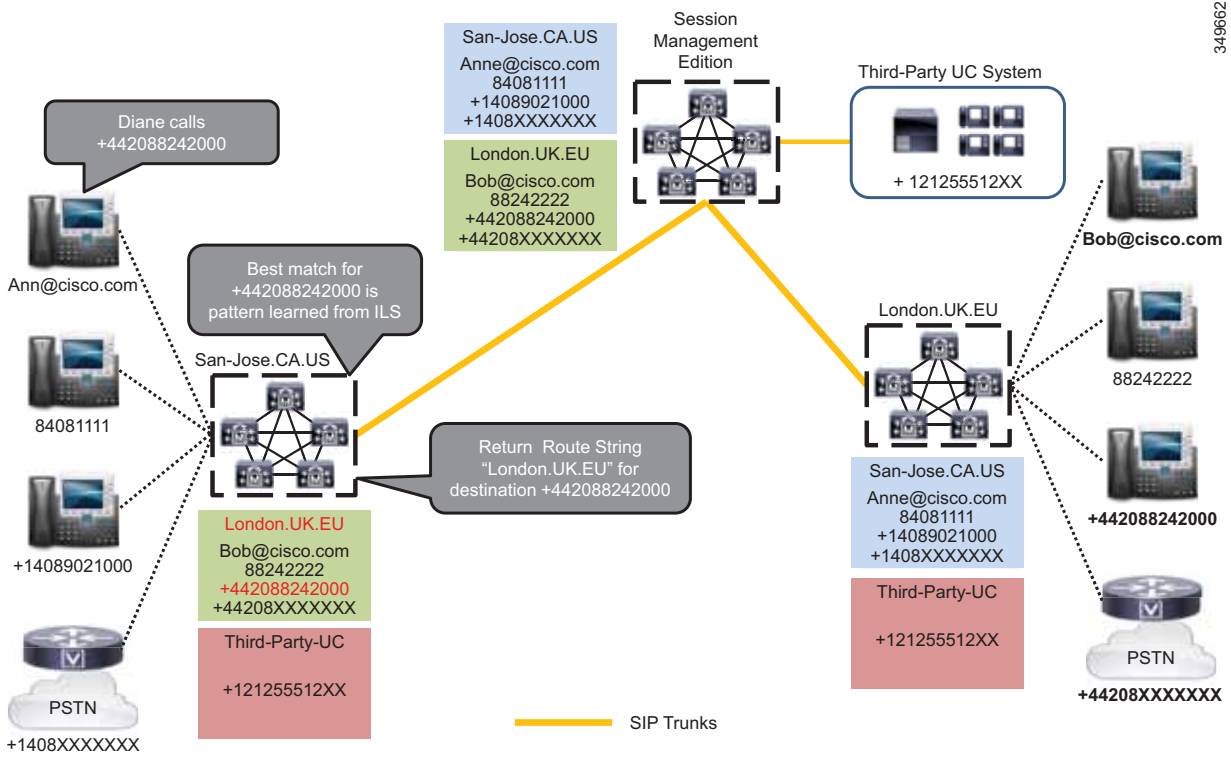 349662
Session
Management
Edition
San-Jose.CA.US
Anne@cisco.com
84081111
+14089021000
+1408XXXXXXX
London.UK.EU
Bob@cisco.com
88242222
+442088242000
+44208XXXXXXX
Third-Party UC System
+ 121255512XX
Diane calls
+442088242000
Ann@cisco.com
84081111
+14089021000
PSTN
+1408XXXXXXX
Best match for
+442088242000 is
pattern learned from ILS
San-Jose.CA.US
Return Route String
“London.UK.EU” for
destination +442088242000
London.UK.EU
Bob@cisco.com
88242222
+442088242000
+44208XXXXXXX
Third-Party-UC
+121255512XX
SIP Trunks
London.UK.EU
San-Jose.CA.US
Anne@cisco.com
84081111
+14089021000
+1408XXXXXXX
Third-Party-UC
+121255512XX
Bob@cisco.com
88242222
+442088242000
PSTN
+44208XXXXXXX